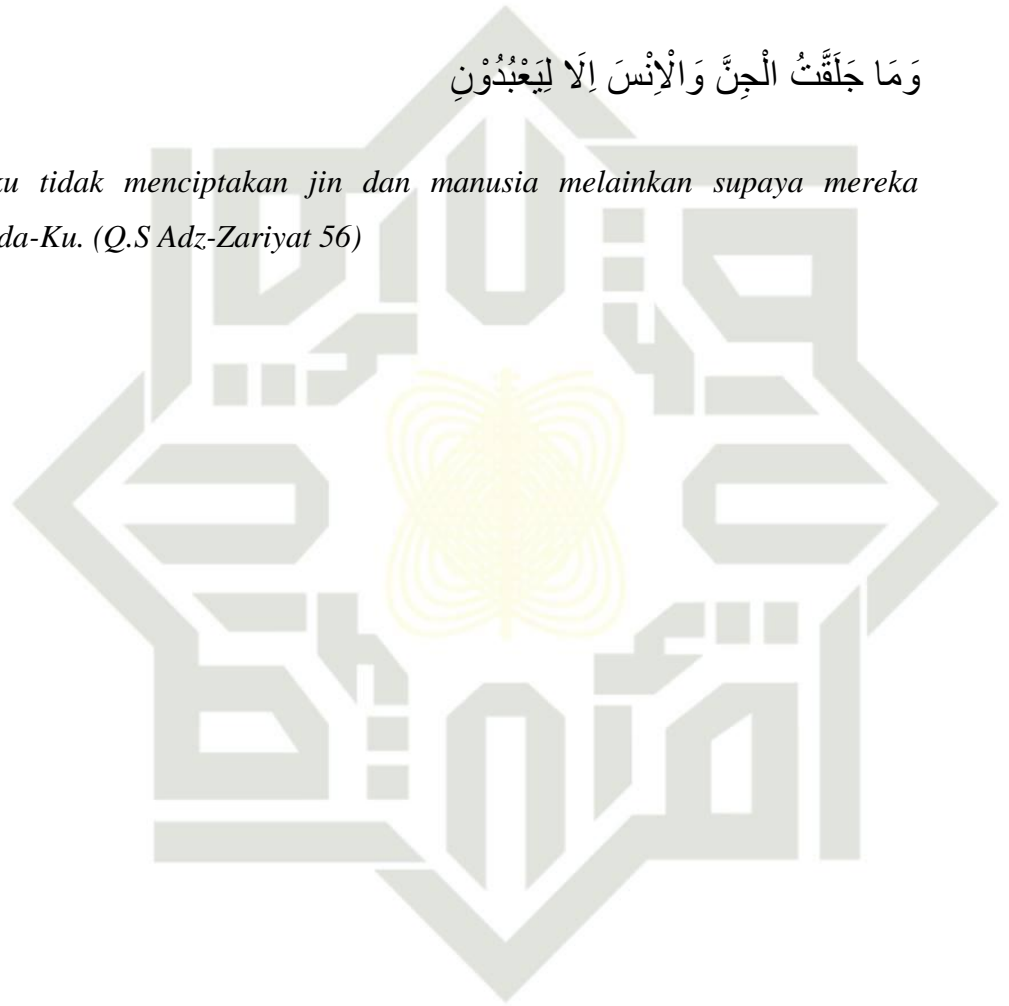 وَمَا جَلَقَّتُ الْجِنَّ وَالْاِنْسَ اِلَا لِيَعْبُدُوْنِ
ku tidak menciptakan jin dan manusia melainkan supaya mereka
da-Ku. (Q.S Adz-Zariyat 56)